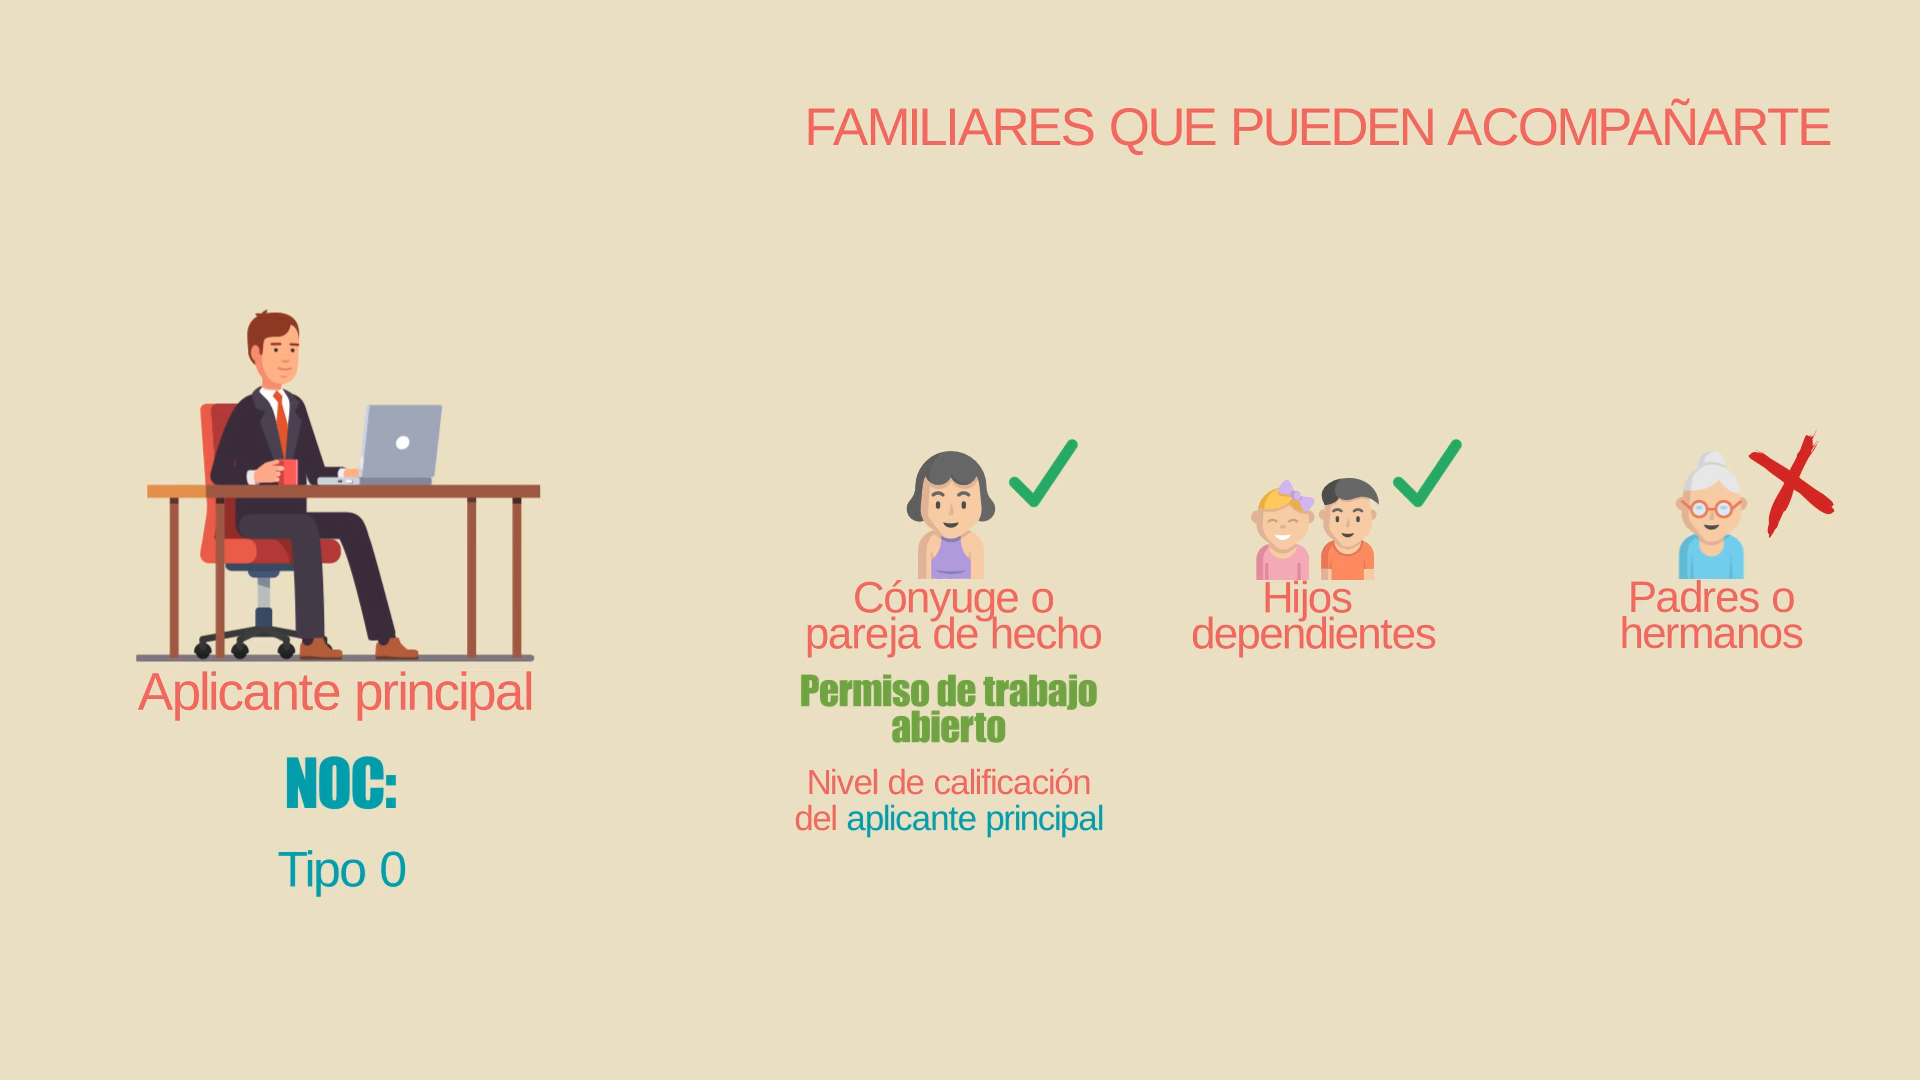 FAMILIARES QUE PUEDEN ACOMPAÑARTE
Aplicante principal
NOC:
Tipo 0
Cónyuge o
pareja de hecho
Permiso de trabajo
abierto
Nivel de calificación
del aplicante principal
Hijos
dependientes
Padres o
hermanos